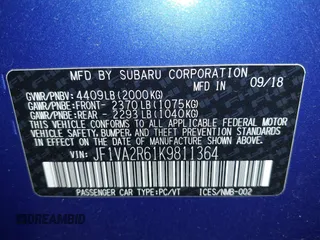 MFD BY SUBARU CORPORATION
GVWR/PNBV: 4409LB(2000KG) 09/18
GAWR/PNBE:FRONT- 2370LB(1075KG)
GAWR/PNBE:REAR - 2293LB(1040KG)
THIS VEHICLE CONFORMS TO ALL APPLICABLE FEDERAL
MOTOR VEHICLE SAFETY, BUMPER, AND THEFT PREVENTION STANDARDS
IN EFFECT ON THE DATE OF MANUFACTURE SHOWN ABOVE.
VIN: JF1VA2R61K9811364
PASSENGER CAR TYPE:PC/VT ICES/NMB-002
DREAMBID